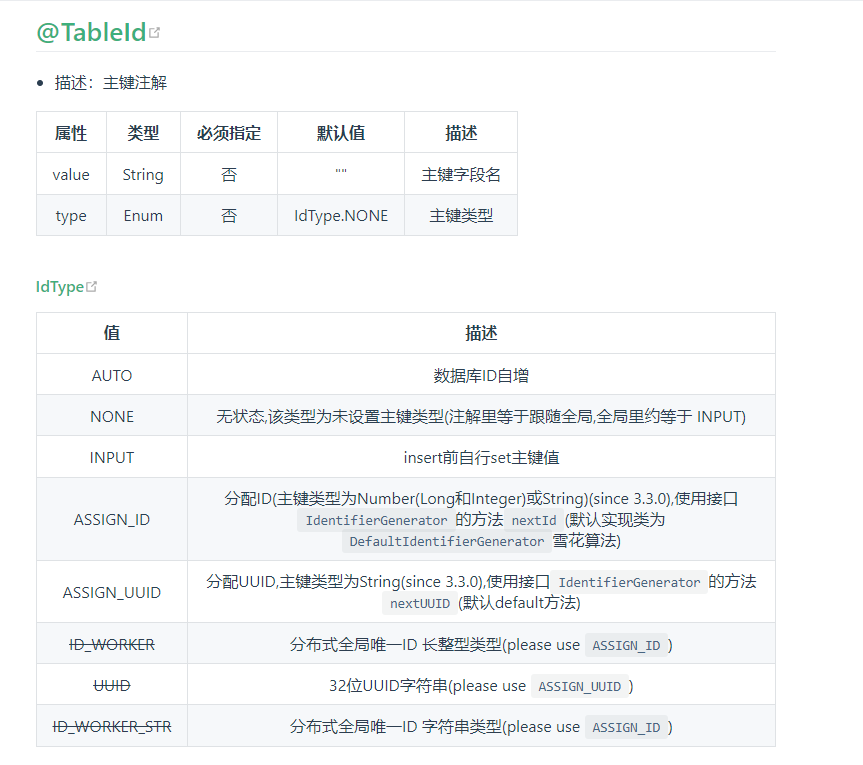 @TableId
描述：主键注解
属性 类型 必须指定 默认值 描述
value String 否 "" 主键字段名
type Enum 否 IdType.NONE 主键类型
IdType
值 描述
AUTO 数据库ID自增
NONE 无状态,该类型为未设置主键类型(注解里等于跟随全局,全局里约等于 INPUT)
INPUT insert前自行set主键值
ASSIGN_ID 分配ID(主键类型为Number(Long和Integer)或String)(since 3.3.0),使用接口
IdentifierGenerator 的方法 nextId (默认实现类为
DefaultIdentifierGenerator 雪花算法)
ASSIGN_UUID 分配UUID,主键类型为String(since 3.3.0),使用接口 IdentifierGenerator 的方法
nextUUID (默认default方法)
ID_WORKER 分布式全局唯一ID 长整型类型(please use ASSIGN_ID )
UUID 32位UUID字符串(please use ASSIGN_UUID )
ID_WORKER_STR 分布式全局唯一ID 字符串类型(please use ASSIGN_ID )